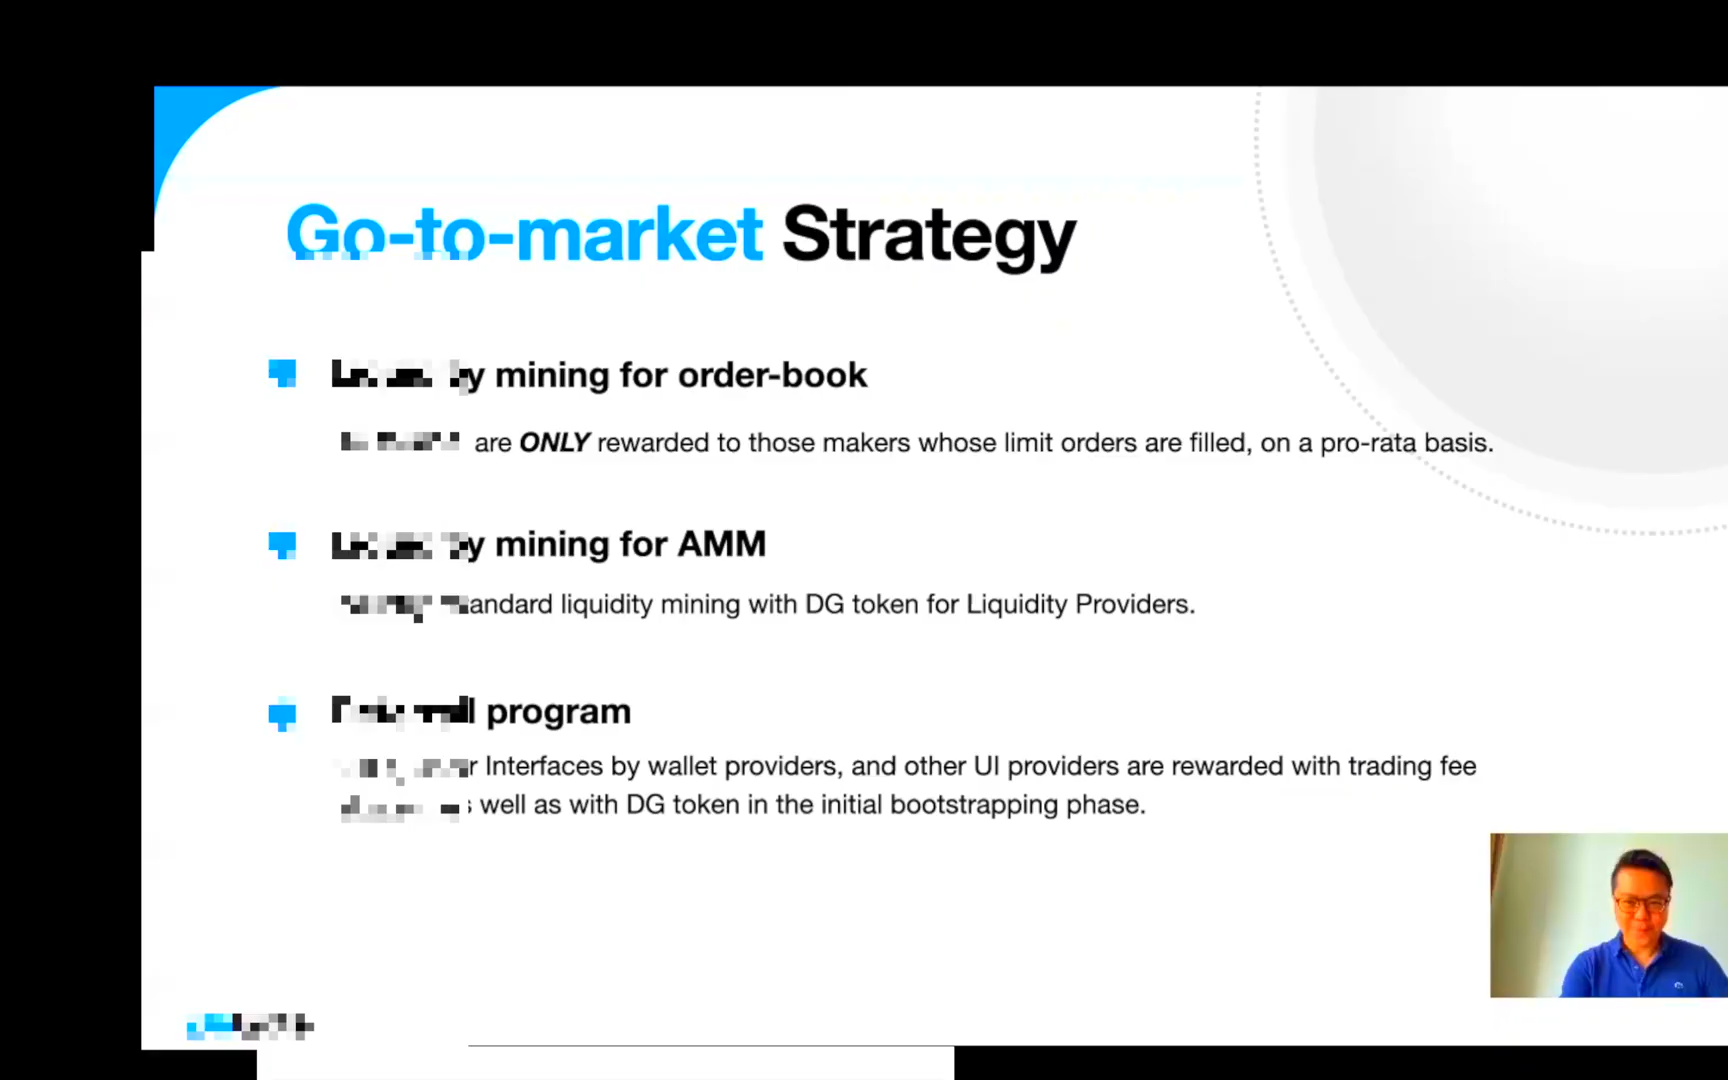 Go-to-market Strategy
mining for order-book
are ONLY rewarded to those makers whose limit orders are filled, on a pro-rata basis.
mining for AMM
liquidity mining with DG token for Liquidity Providers.
program
Interfaces by wallet providers, and other UI providers are rewarded with trading fee
well as with DG token in the initial bootstrapping phase.